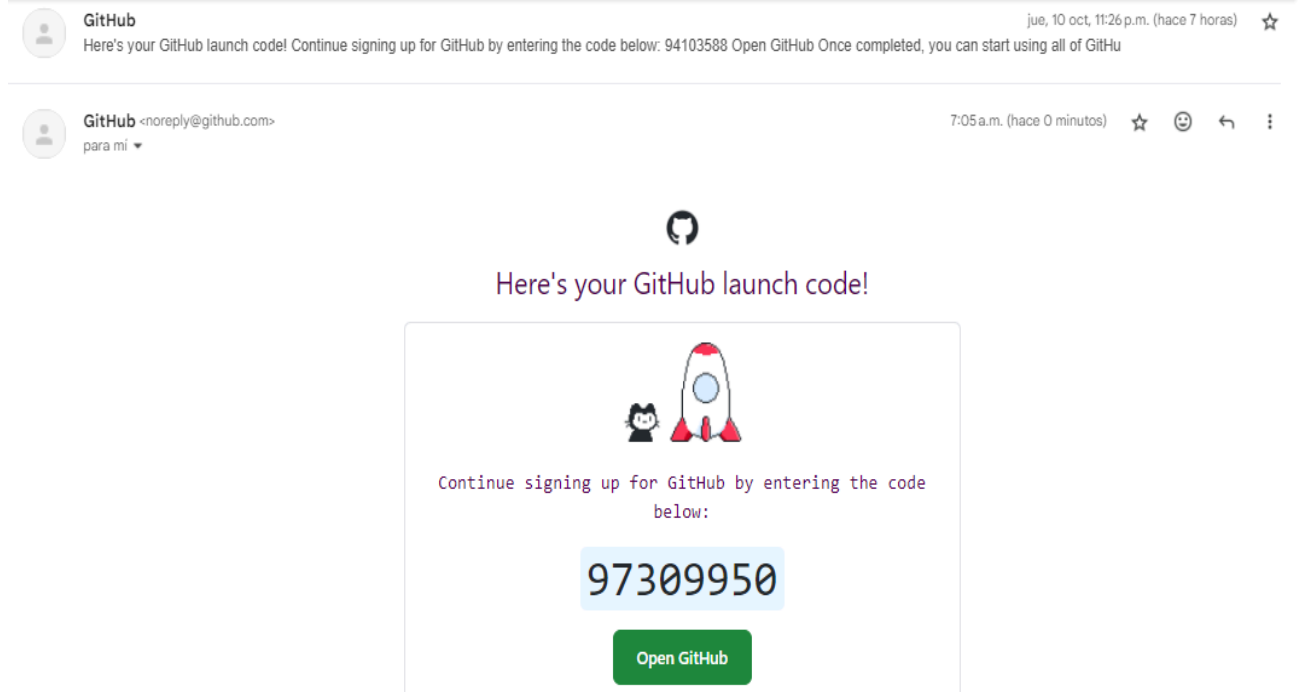 GitHub jue, 10 oct, 11:26 p.m. (hace 7 horas)
Here's your GitHub launch code! Continue signing up for GitHub by entering the code below: 94103588 Open GitHub Once completed, you can start using all of GitHu
GitHub <noreply@github.com> 7:05 a.m. (hace 0 minutos)
para mí
Here's your GitHub launch code!
Continue signing up for GitHub by entering the code
below:
97309950
Open GitHub